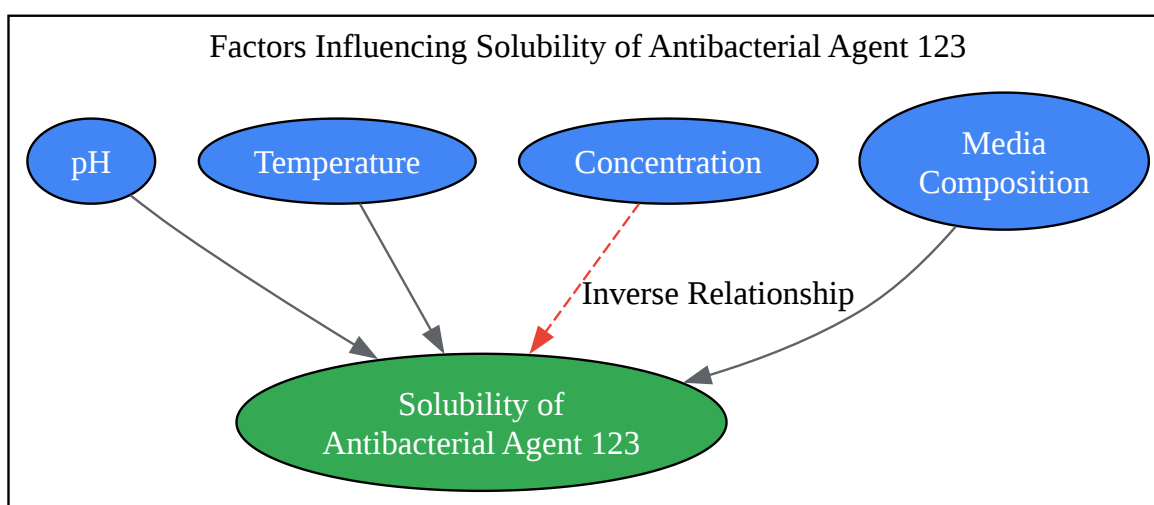 Factors Influencing Solubility of Antibacterial Agent 123
pH
Temperature
Concentration
Media
Composition
Inverse Relationship
Solubility of
Antibacterial Agent 123